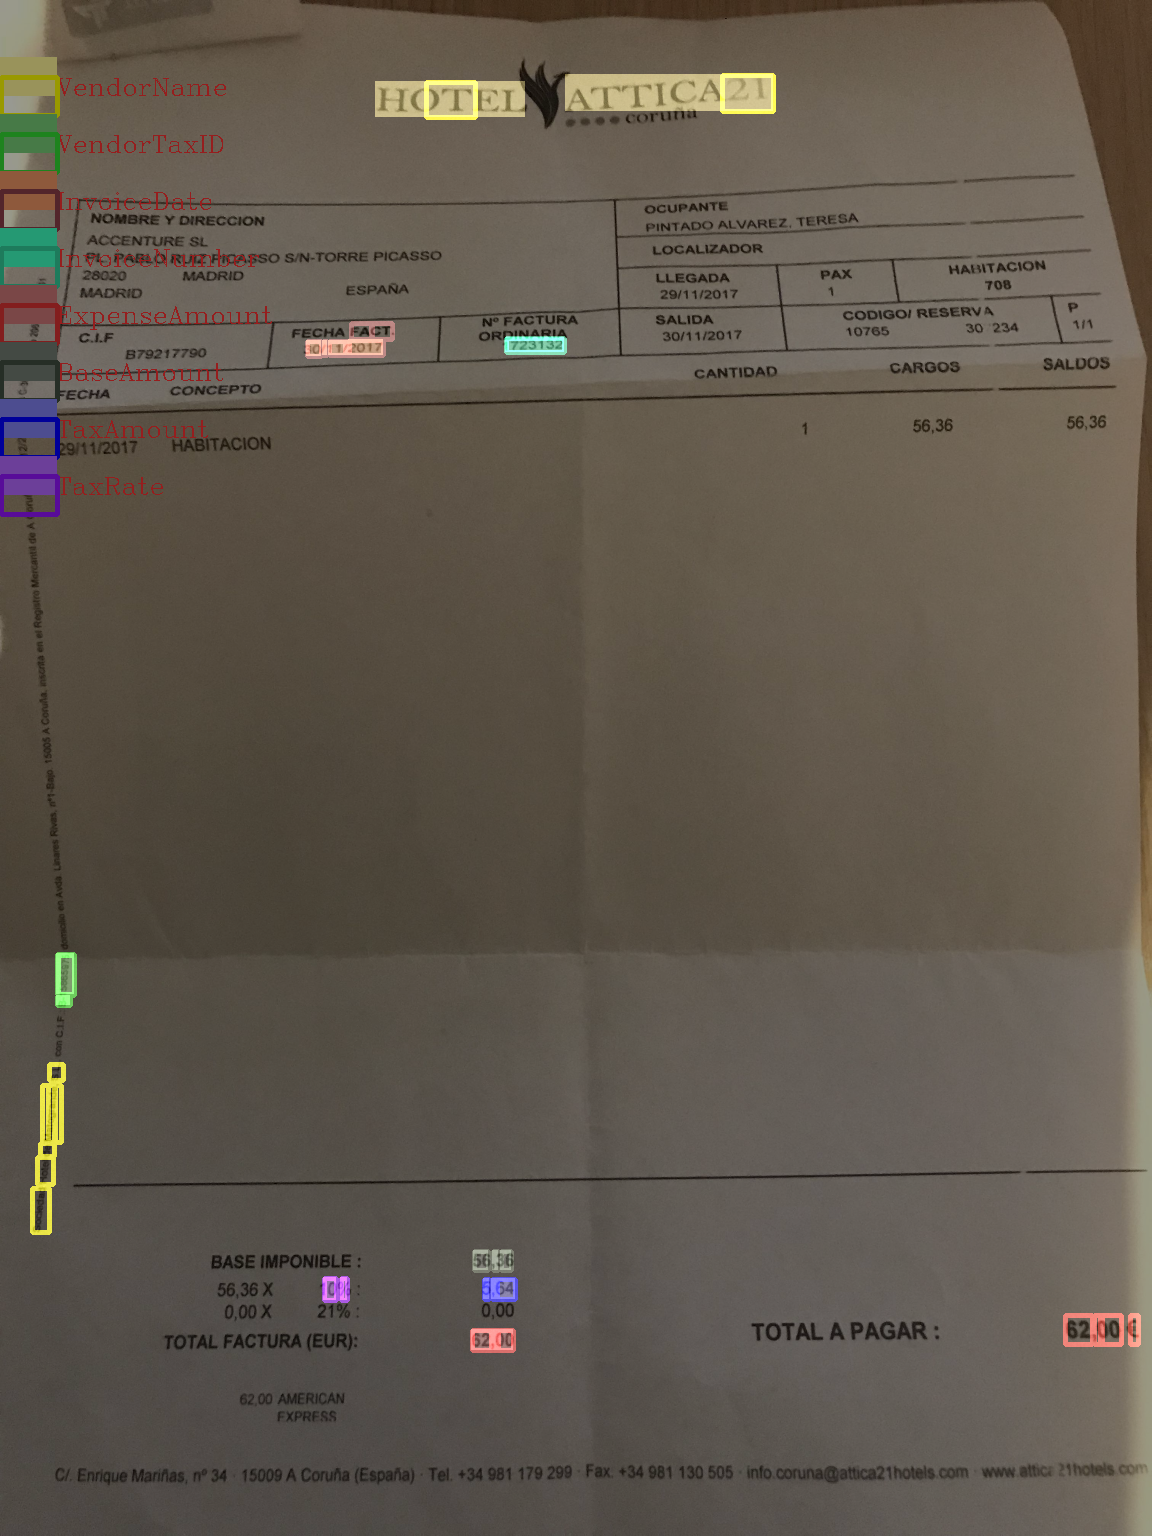 HOTEL ATTICA21
coruña
VendorName
VendorTaxID
InvoiceDate
InvoiceNumber
ExpenseAmount
BaseAmount
TaxAmount
TaxRate
NOMBRE Y DIRECCION
ACCENTURE SL
PL PABLO RUIZ PICASSO S/N-TORRE PICASSO
28020 MADRID
MADRID ESPAÑA
OCUPANTE
PINTADO ALVAREZ, TERESA
LOCALIZADOR
LLEGADA PAX HABITACION
29/11/2017 1 708
SALIDA CODIGO/ RESERVA P
30/11/2017 10765 30 234 1/1
C.I.F FECHA FACT. Nº FACTURA ORDINARIA
B79217790 30/11/2017 723132
FECHA CONCEPTO CANTIDAD CARGOS SALDOS
29/11/2017 HABITACION 1 56,36 56,36
con C.I.F.
domicilio en Avda. Linares Rivas, nº1-Bajo. 15005 A Coruña, inscrita en el Registro Mercantil de A Coruña
BASE IMPONIBLE : 56,36
56,36 X 10% : 5,64
0,00 X 21% : 0,00
TOTAL FACTURA (EUR): 62,00
TOTAL A PAGAR : 62,00 €
62,00 AMERICAN
EXPRESS
C/. Enrique Mariñas, nº 34 · 15009 A Coruña (España) · Tel. +34 981 179 299 · Fax. +34 981 130 505 · info.coruna@attica21hotels.com · www.attica21hotels.com